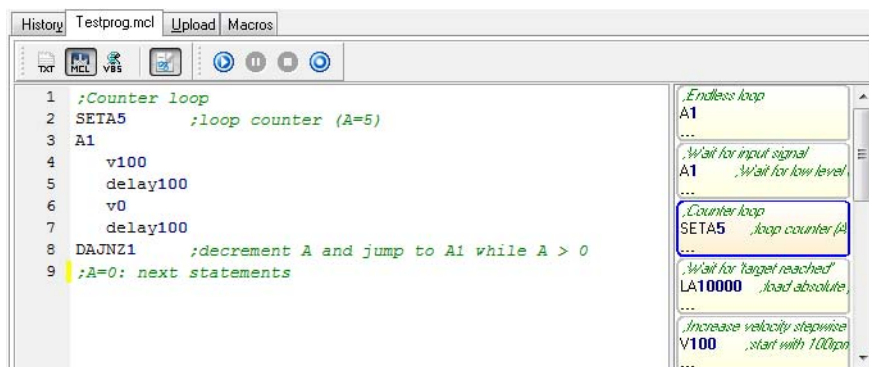 History Testprog.mcl Upload Macros
TXT MCL VBS
1 ;Counter loop
2 SETA5 ;loop counter (A=5)
3 A1
4 v100
5 delay100
6 v0
7 delay100
8 DAJNZ1 ;decrement A and jump to A1 while A > 0
9 ;A=0: next statements
;Endless loop
A1
...
;Wait for input signal
A1 ;Wait for low level
...
;Counter loop
SETA5 ;loop counter (A
...
;Wait for "target reached"
LA10000 ;load absolute
...
;Increase velocity stepwise
V100 ;start with 100rpm
...